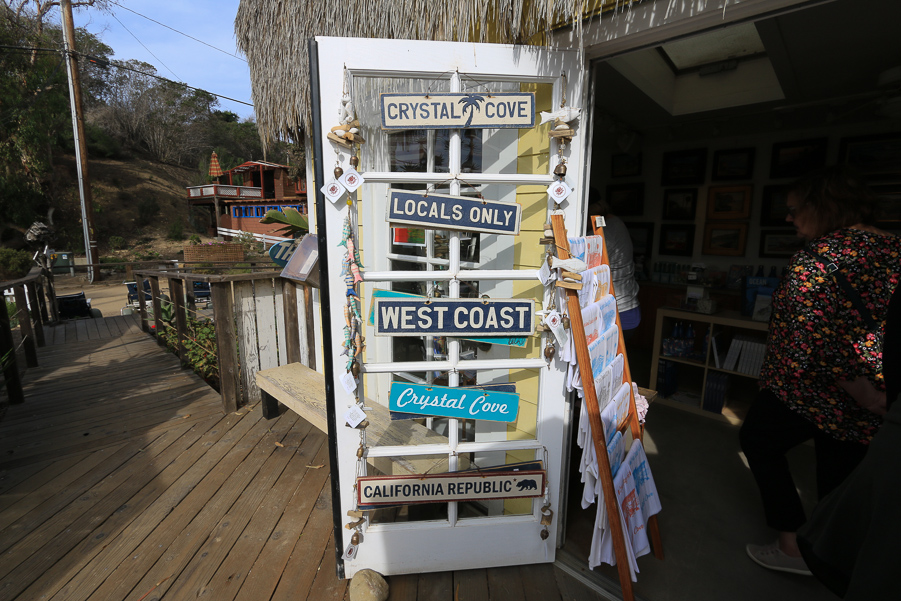 CRYSTAL COVE
LOCALS ONLY
WEST COAST
Crystal Cove
CALIFORNIA REPUBLIC